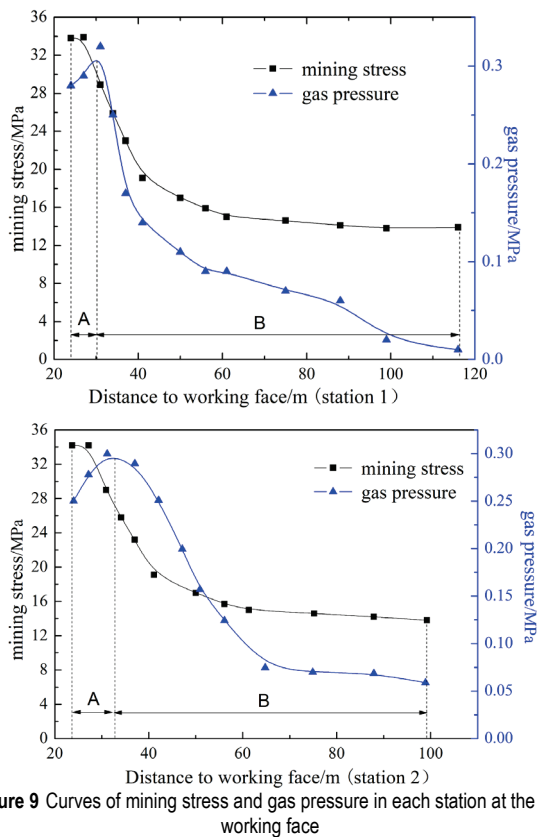 36
32
28
24
20
16
12
8
4
0
mining stress/MPa
mining stress
gas pressure
0.3
0.2
0.1
0.0
gas pressure/MPa
A
B
20 40 60 80 100 120
Distance to working face/m (station 1)
36
32
28
24
20
16
12
8
4
0
mining stress/MPa
mining stress
gas pressure
0.30
0.25
0.20
0.15
0.10
0.05
0.00
gas pressure/MPa
A
B
20 40 60 80 100
Distance to working face/m (station 2)
ure 9 Curves of mining stress and gas pressure in each station at the
working face